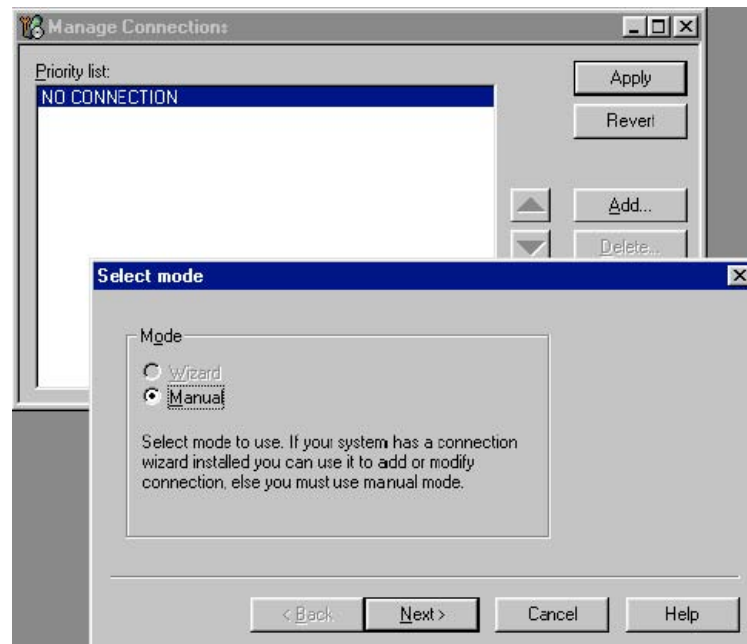 Manage Connections
Priority list:
NO CONNECTION
Apply
Revert
Add...
Delete...
Select mode
Mode
Wizard
Manual
Select mode to use. If your system has a connection
wizard installed you can use it to add or modify
connection, else you must use manual mode.
< Back
Next >
Cancel
Help